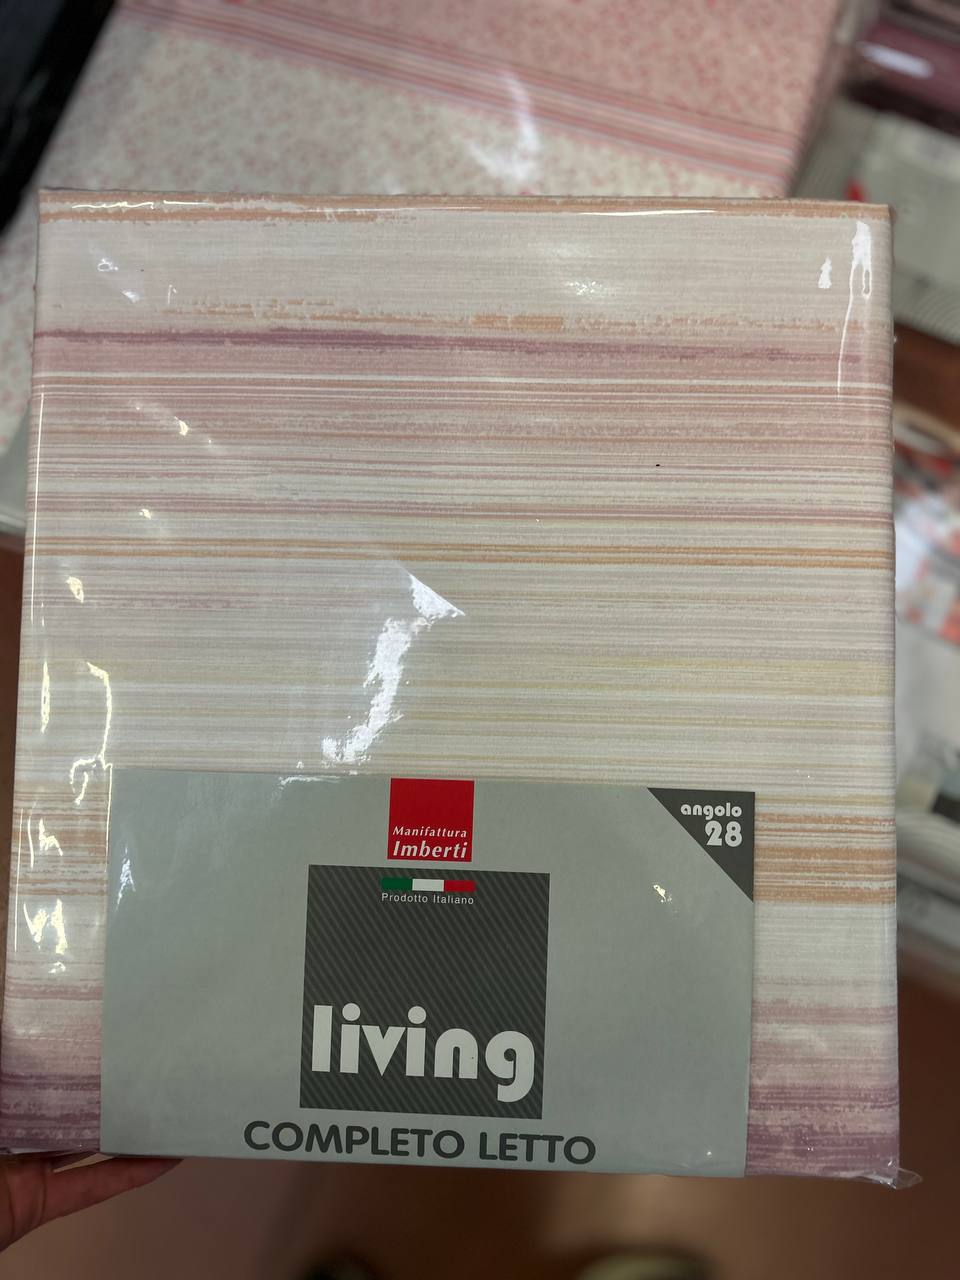 angolo
28
Manifattura
Imberti
Prodotto Italiano
living
COMPLETO LETTO